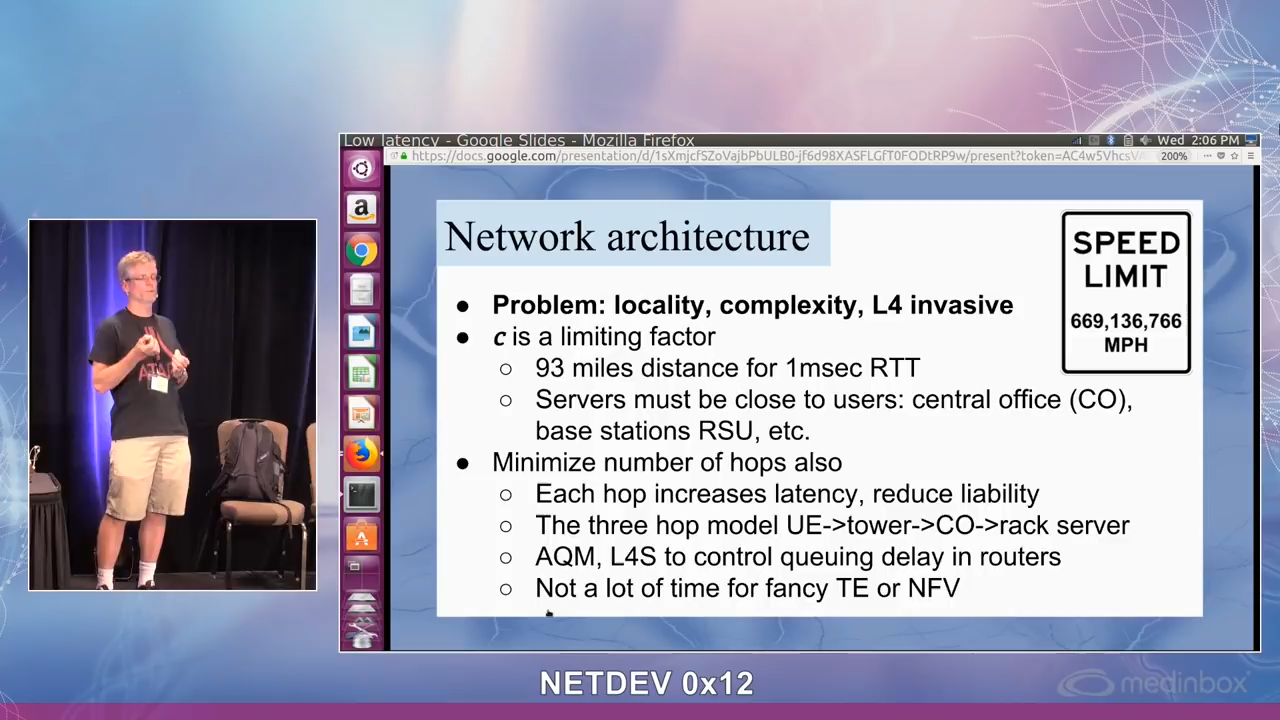 Low latency - Google Slides - Mozilla Firefox
Wed 2:06 PM
200%
Network architecture
SPEED
LIMIT
669,136,766
MPH
● Problem: locality, complexity, L4 invasive
● c is a limiting factor
○ 93 miles distance for 1msec RTT
○ Servers must be close to users: central office (CO),
base stations RSU, etc.
● Minimize number of hops also
○ Each hop increases latency, reduce liability
○ The three hop model UE->tower->CO->rack server
○ AQM, L4S to control queuing delay in routers
○ Not a lot of time for fancy TE or NFV
NETDEV 0x12
medinbox